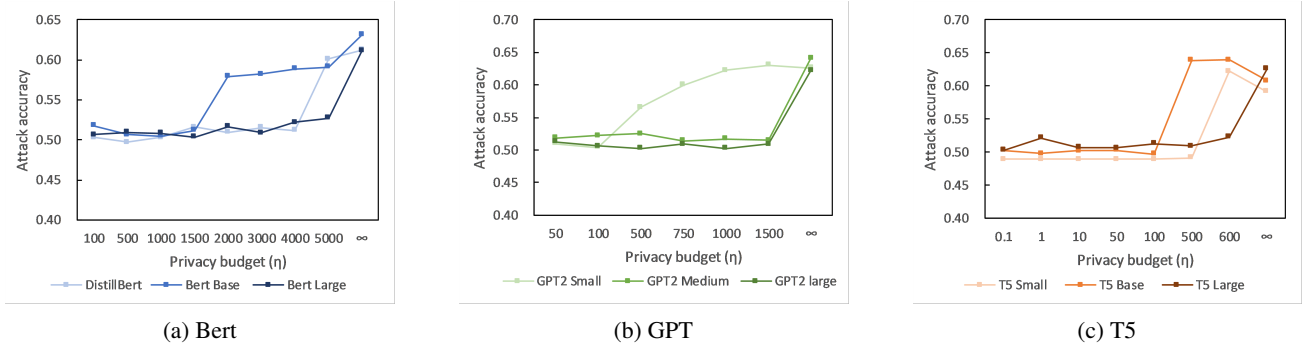 0.65
0.60
0.55
0.50
0.45
0.40
Attack accuracy
100 500 1000 1500 2000 3000 4000 5000 ∞
Privacy budget (η)
DistillBert Bert Base Bert Large
(a) Bert
0.70
0.65
0.60
0.55
0.50
0.45
0.40
Attack accuracy
50 100 500 750 1000 1500 ∞
Privacy budget (η)
GPT2 Small GPT2 Medium GPT2 large
(b) GPT
0.70
0.65
0.60
0.55
0.50
0.45
0.40
Attack accuracy
0.1 1 10 50 100 500 600 ∞
Privacy budget (η)
T5 Small T5 Base T5 Large
(c) T5